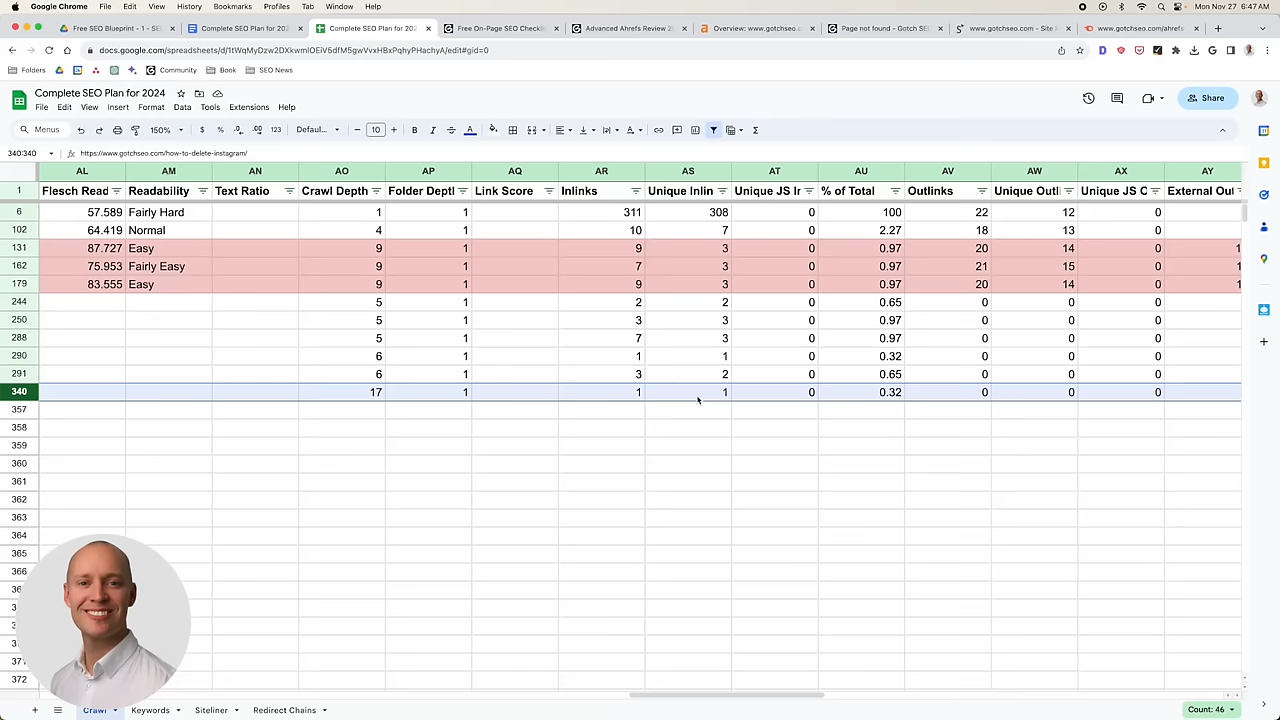 Google Chrome File Edit View History Bookmarks Profiles Tab Window Help Mon Nov 27 6:47 AM
Free SEO Blueprint - 1 - SE Complete SEO Plan for 202 Complete SEO Plan for 202 Free On-Page SEO Checkli Advanced Ahrefs Review 2 Overview: www.gotchseo.c Page not found - Gotch SE www.gotchseo.com - Site www.gotchseo.com/ahrefs
Folders Community Book SEO News
Complete SEO Plan for 2024
File Edit View Insert Format Data Tools Extensions Help
Share
Menus 150% $ % .0 .00 123 Defaul... 10
340:340 fx https://www.gotchseo.com/how-to-delete-instagram/
AL AM AN AO AP AQ AR AS AT AU AV AW AX AY
1 Flesch Read Readability Text Ratio Crawl Depth Folder Deptl Link Score Inlinks Unique Inlin Unique JS Ir % of Total Outlinks Unique Outli Unique JS C External Ou
6 57.589 Fairly Hard 1 1 311 308 0 100 22 12 0
102 64.419 Normal 4 1 10 7 0 2.27 18 13 0
131 87.727 Easy 9 1 9 3 0 0.97 20 14 0 1
162 75.953 Fairly Easy 9 1 7 3 0 0.97 21 15 0 1
179 83.555 Easy 9 1 9 3 0 0.97 20 14 0 1
244 5 1 2 2 0 0.65 0 0 0
250 5 1 3 3 0 0.97 0 0 0
288 5 1 7 3 0 0.97 0 0 0
290 6 1 1 1 0 0.32 0 0 0
291 6 1 3 2 0 0.65 0 0 0
340 17 1 1 1 0 0.32 0 0 0
357
358
359
360
361
362
363
364
365
366
372
Crawl Keywords Siteliner Redirect Chains Count: 46